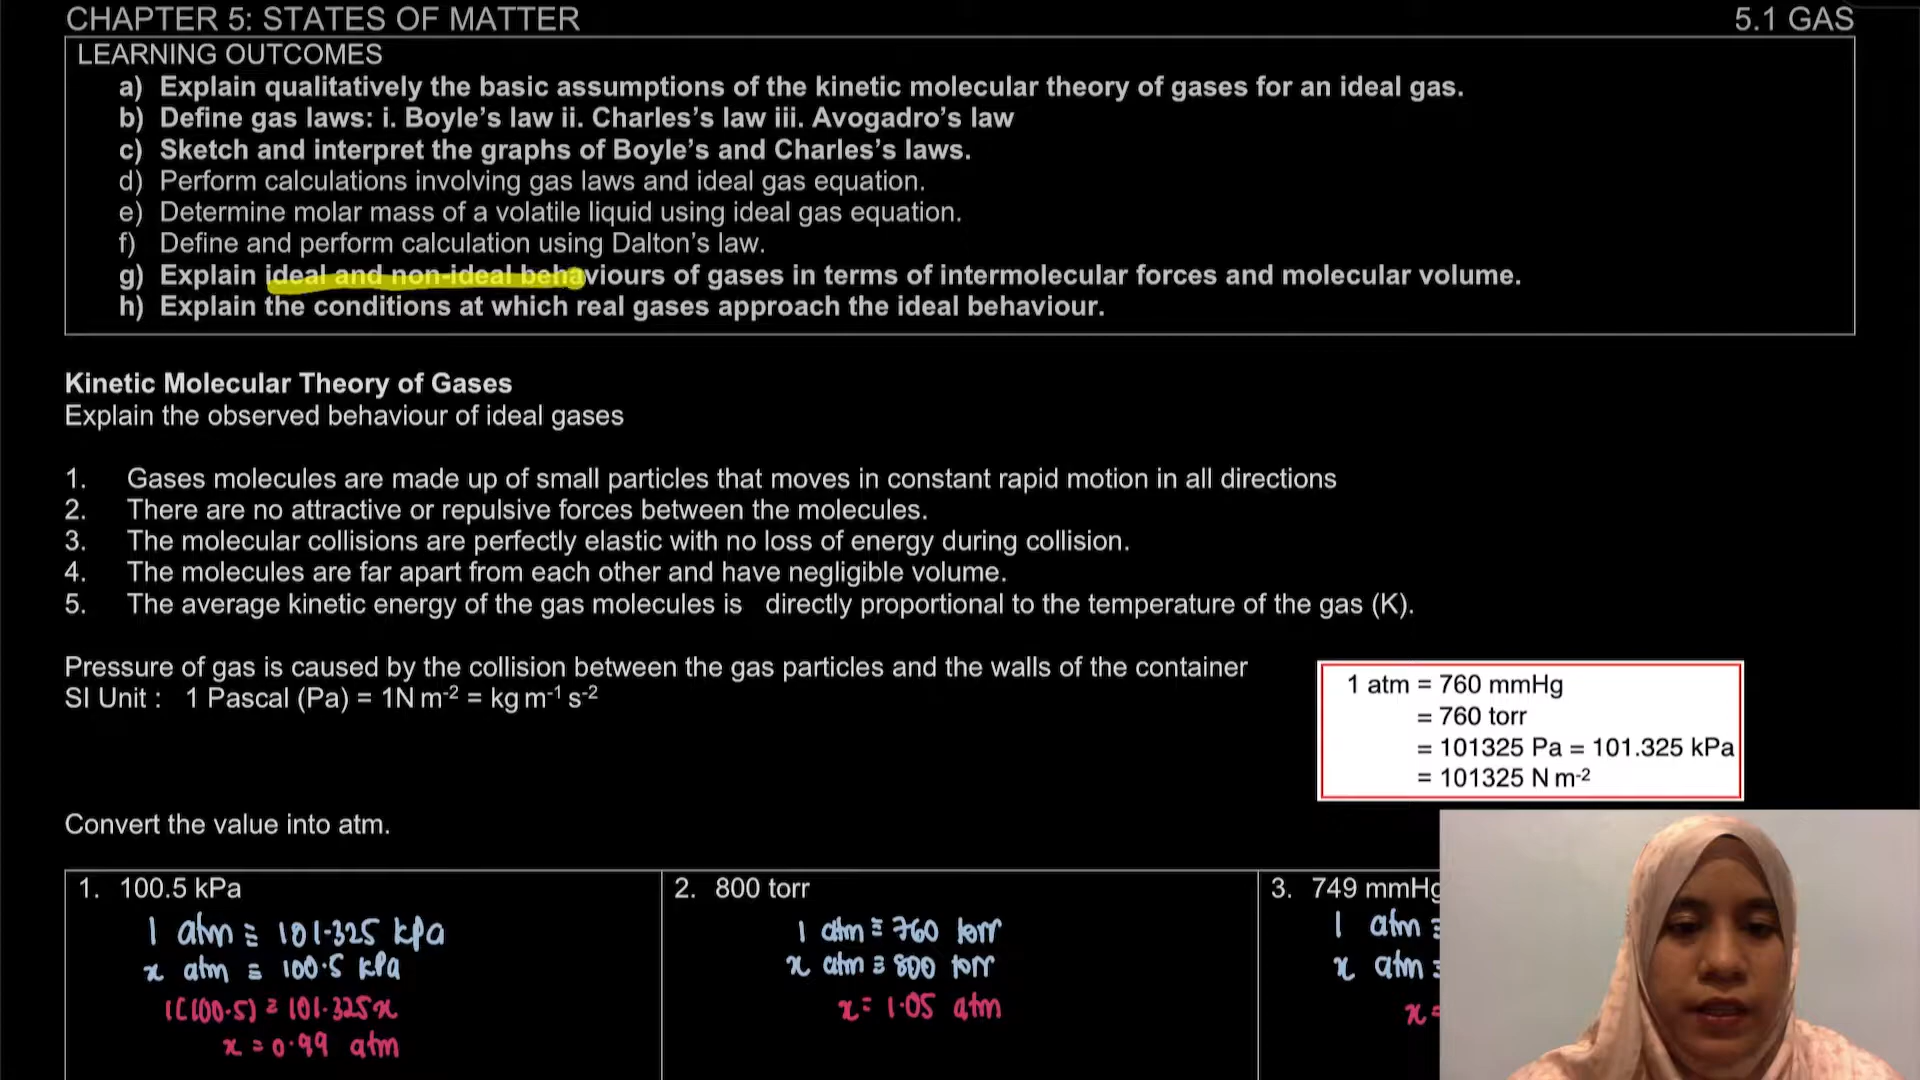 CHAPTER 5: STATES OF MATTER
5.1 GAS
LEARNING OUTCOMES
a) Explain qualitatively the basic assumptions of the kinetic molecular theory of gases for an ideal gas.
b) Define gas laws: i. Boyle’s law ii. Charles’s law iii. Avogadro’s law
c) Sketch and interpret the graphs of Boyle’s and Charles’s laws.
d) Perform calculations involving gas laws and ideal gas equation.
e) Determine molar mass of a volatile liquid using ideal gas equation.
f) Define and perform calculation using Dalton’s law.
g) Explain ideal and non-ideal behaviours of gases in terms of intermolecular forces and molecular volume.
h) Explain the conditions at which real gases approach the ideal behaviour.
Kinetic Molecular Theory of Gases
Explain the observed behaviour of ideal gases
1. Gases molecules are made up of small particles that moves in constant rapid motion in all directions
2. There are no attractive or repulsive forces between the molecules.
3. The molecular collisions are perfectly elastic with no loss of energy during collision.
4. The molecules are far apart from each other and have negligible volume.
5. The average kinetic energy of the gas molecules is directly proportional to the temperature of the gas (K).
Pressure of gas is caused by the collision between the gas particles and the walls of the container
SI Unit : 1 Pascal (Pa) = 1N m⁻² = kg m⁻¹ s⁻²
1 atm = 760 mmHg
= 760 torr
= 101325 Pa = 101.325 kPa
= 101325 N m⁻²
Convert the value into atm.
1. 100.5 kPa
1 atm ≡ 101.325 kPa
x atm ≡ 100.5 kPa
1(100.5) = 101.325x
x = 0.99 atm
2. 800 torr
1 atm ≡ 760 torr
x atm ≡ 800 torr
x = 1.05 atm
3. 749 mmHg
1 atm ≡
x atm =
x =